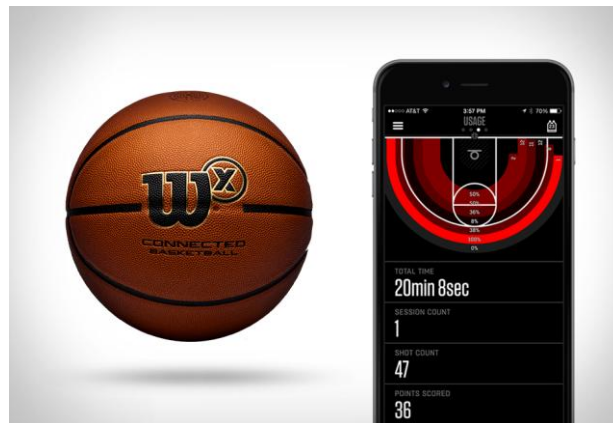 W X
CONNECTED
BASKETBALL
AT&T 3:57 PM 70%
USAGE
23
50%
50%
36%
8%
38%
100%
0%
TOTAL TIME
20min 8sec
SESSION COUNT
1
SHOT COUNT
47
POINTS SCORED
36